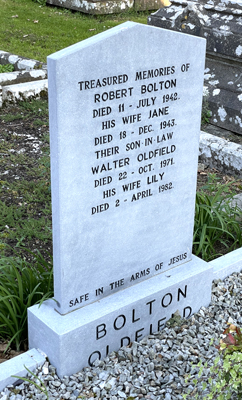 TREASURED MEMORIES OF
ROBERT BOLTON
DIED 11 - JULY 1942.
HIS WIFE JANE
DIED 18 - DEC. 1943.
THEIR SON-IN-LAW
WALTER OLDFIELD
DIED 22 - OCT. 1971.
HIS WIFE LILY
DIED 2 - APRIL 1982.
SAFE IN THE ARMS OF JESUS
BOLTON
OLDFIELD